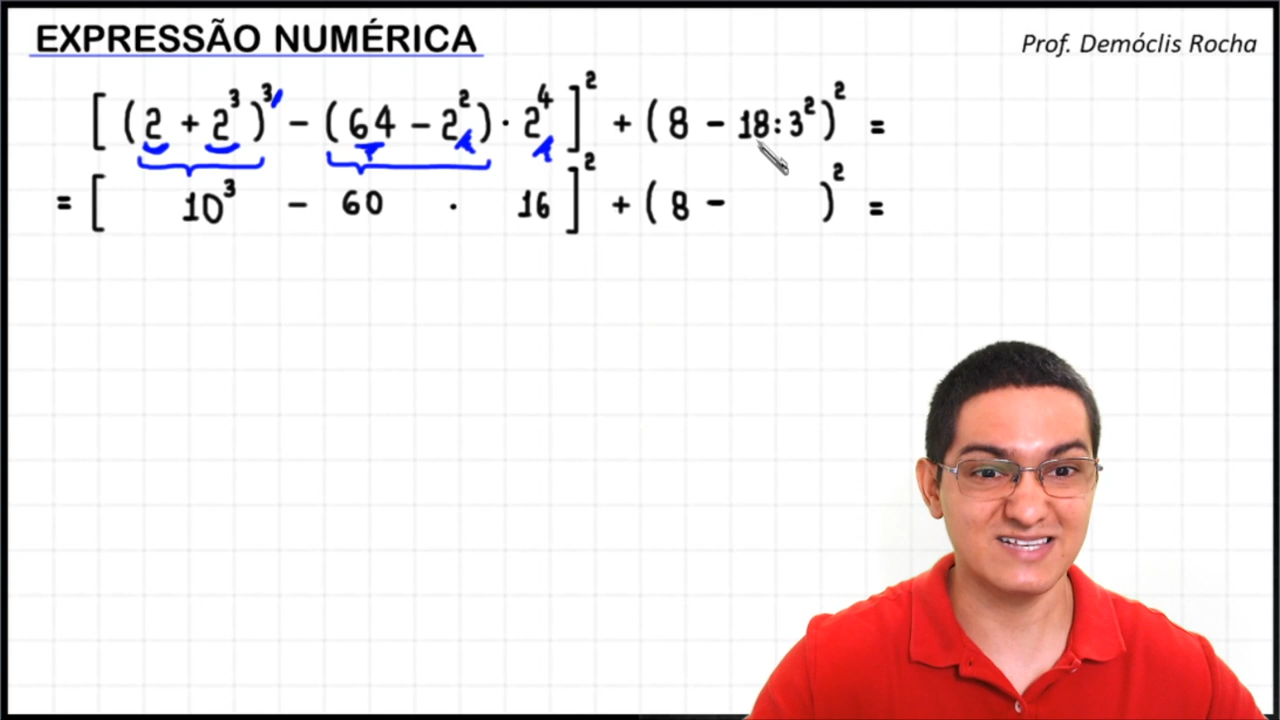 EXPRESSÃO NUMÉRICA
Prof. Demóclis Rocha
[(2 + 2³)³ - (64 - 2²) · 2⁴]² + (8 - 18:3²)² =
= [10³ - 60 · 16]² + (8 - )² =